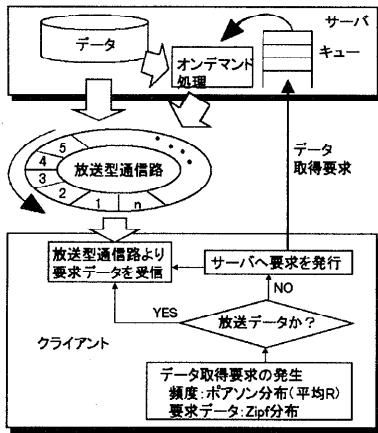 サーバ
データ
キュー
オンデマンド
処理
データ
取得要求
放送型通信路
5
4
3
2
1
n
放送型通信路より
要求データを受信
サーバへ要求を発行
YES
NO
放送データか?
クライアント
データ取得要求の発生
頻度:ポアソン分布(平均R)
要求データ:Zipf分布